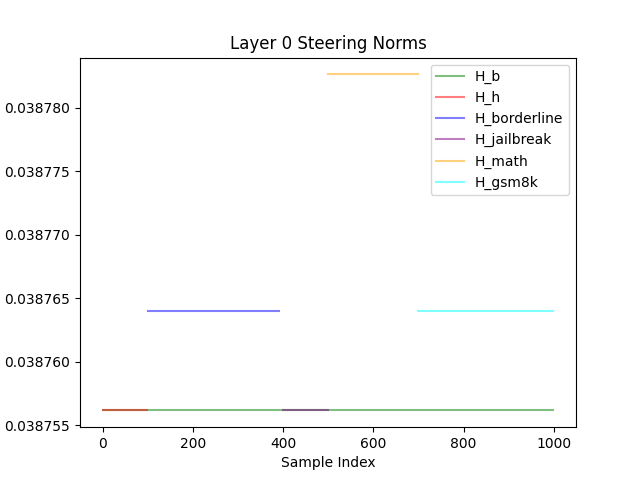 Layer 0 Steering Norms
H_b
H_h
H_borderline
H_jailbreak
H_math
H_gsm8k
0.038780
0.038775
0.038770
0.038765
0.038760
0.038755
0
200
400
600
800
1000
Sample Index